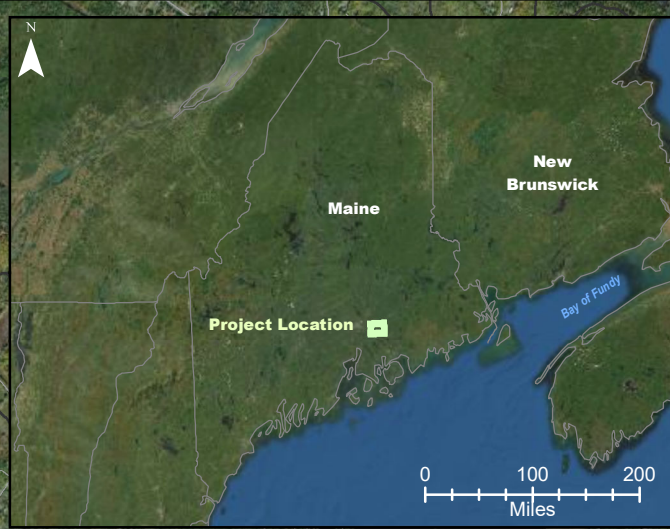 N
Maine
New
Brunswick
Project Location
Bay of Fundy
0 100 200
Miles